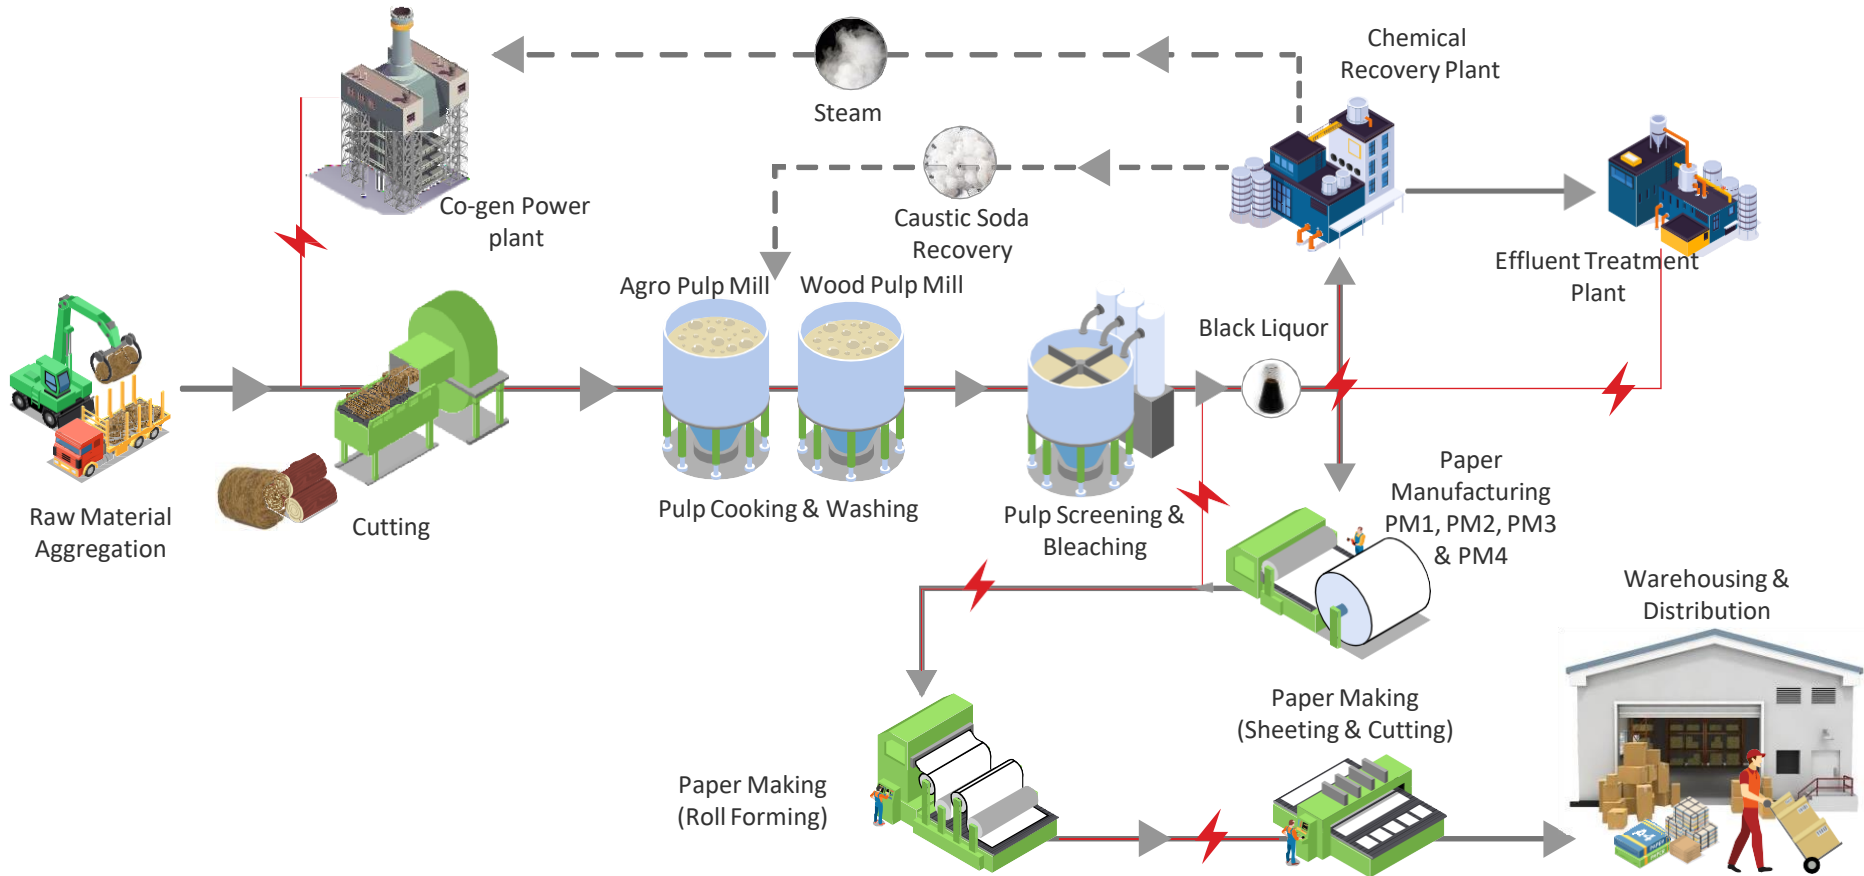 Chemical
Recovery Plant
Steam
Co-gen Power
plant
Caustic Soda
Recovery
Effluent Treatment
Plant
Agro Pulp Mill
Wood Pulp Mill
Black Liquor
Raw Material
Aggregation
Cutting
Pulp Cooking & Washing
Pulp Screening &
Bleaching
Paper
Manufacturing
PM1, PM2, PM3
& PM4
Warehousing &
Distribution
Paper Making
(Roll Forming)
Paper Making
(Sheeting & Cutting)
A4
PAPER